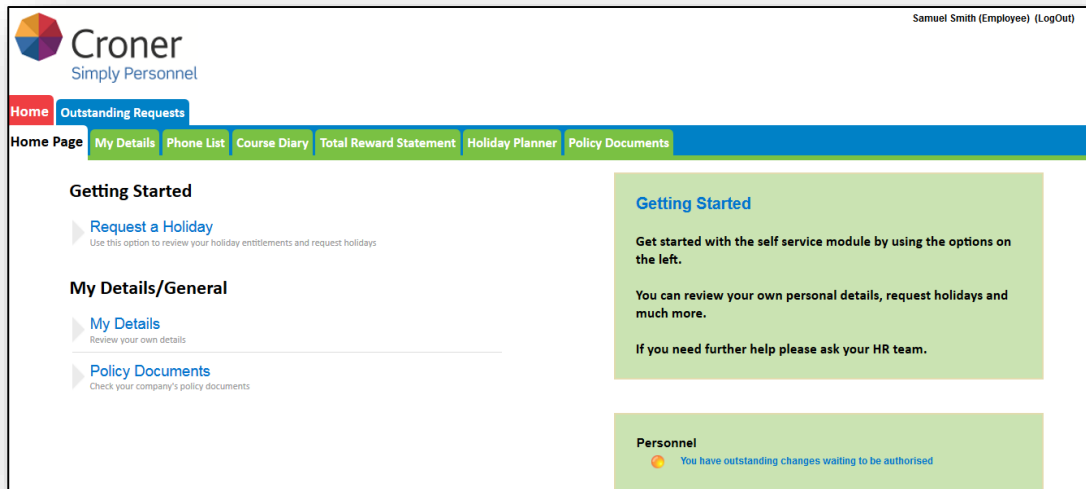 Samuel Smith (Employee) (LogOut)
Croner
Simply Personnel
Home Outstanding Requests
Home Page My Details Phone List Course Diary Total Reward Statement Holiday Planner Policy Documents
Getting Started
Request a Holiday
Use this option to review your holiday entitlements and request holidays
My Details/General
My Details
Review your own details
Policy Documents
Check your company's policy documents
Getting Started
Get started with the self service module by using the options on
the left.
You can review your own personal details, request holidays and
much more.
If you need further help please ask your HR team.
Personnel
You have outstanding changes waiting to be authorised